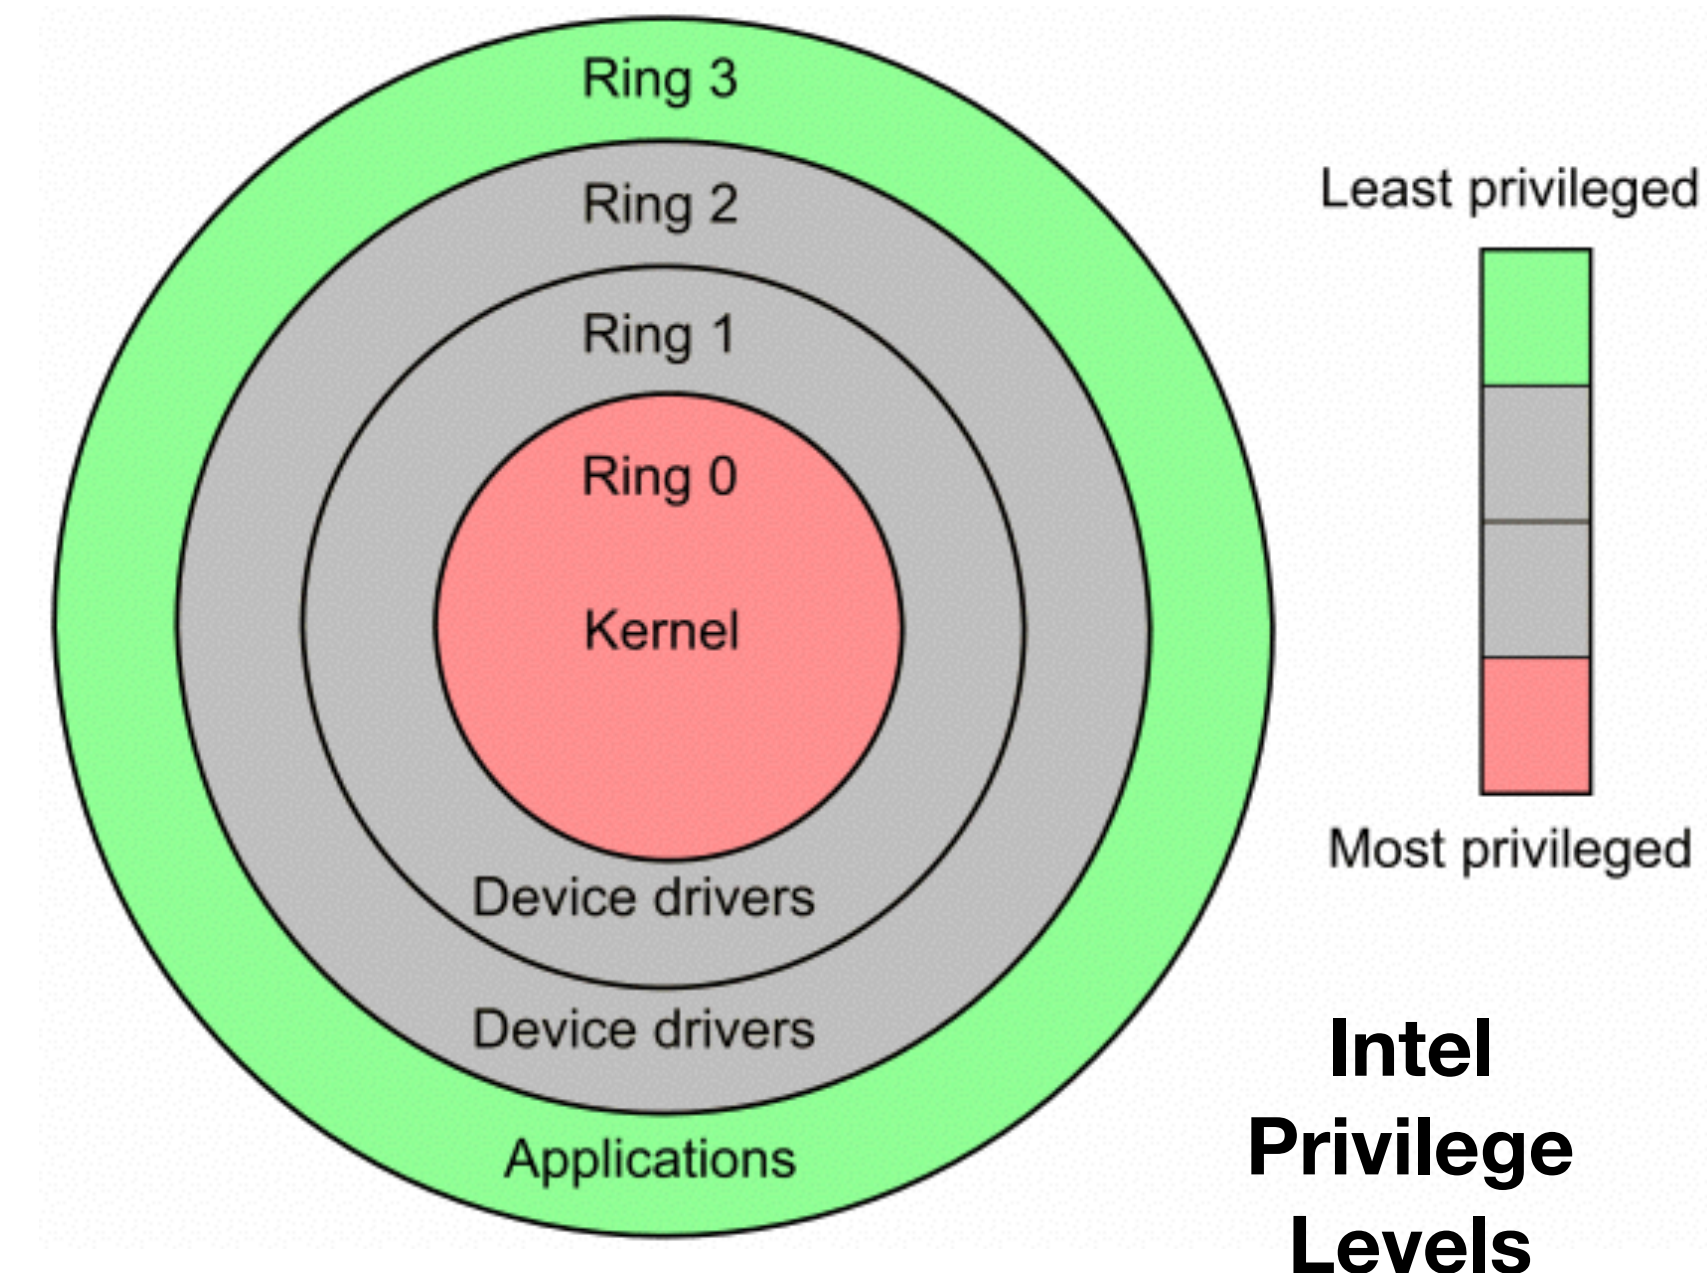 Ring 3
Ring 2
Ring 1
Ring 0
Kernel
Device drivers
Device drivers
Applications
Least privileged
Most privileged
Intel
Privilege
Levels